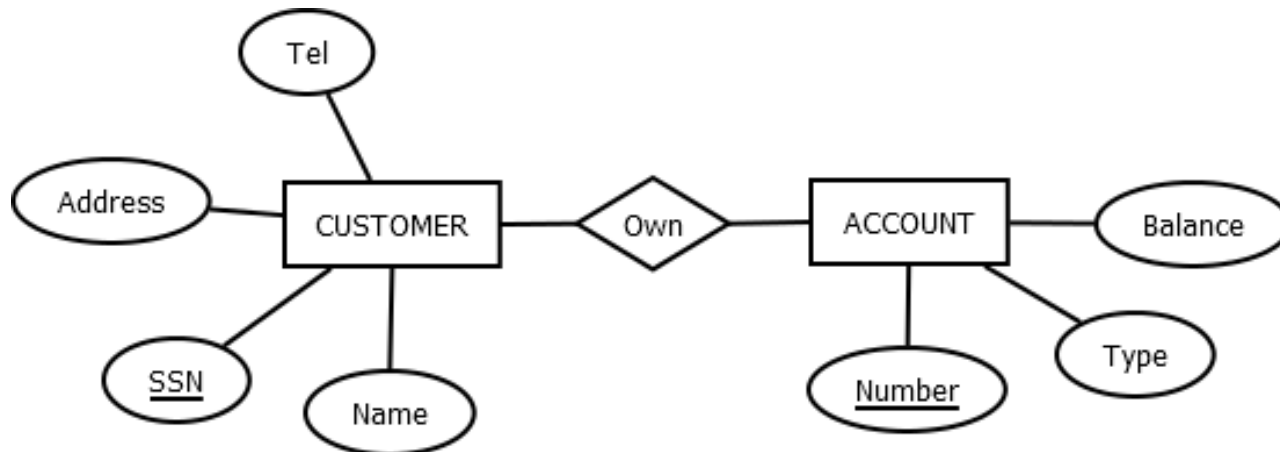 Tel
Address
CUSTOMER
Own
ACCOUNT
Balance
SSN
Name
Number
Type